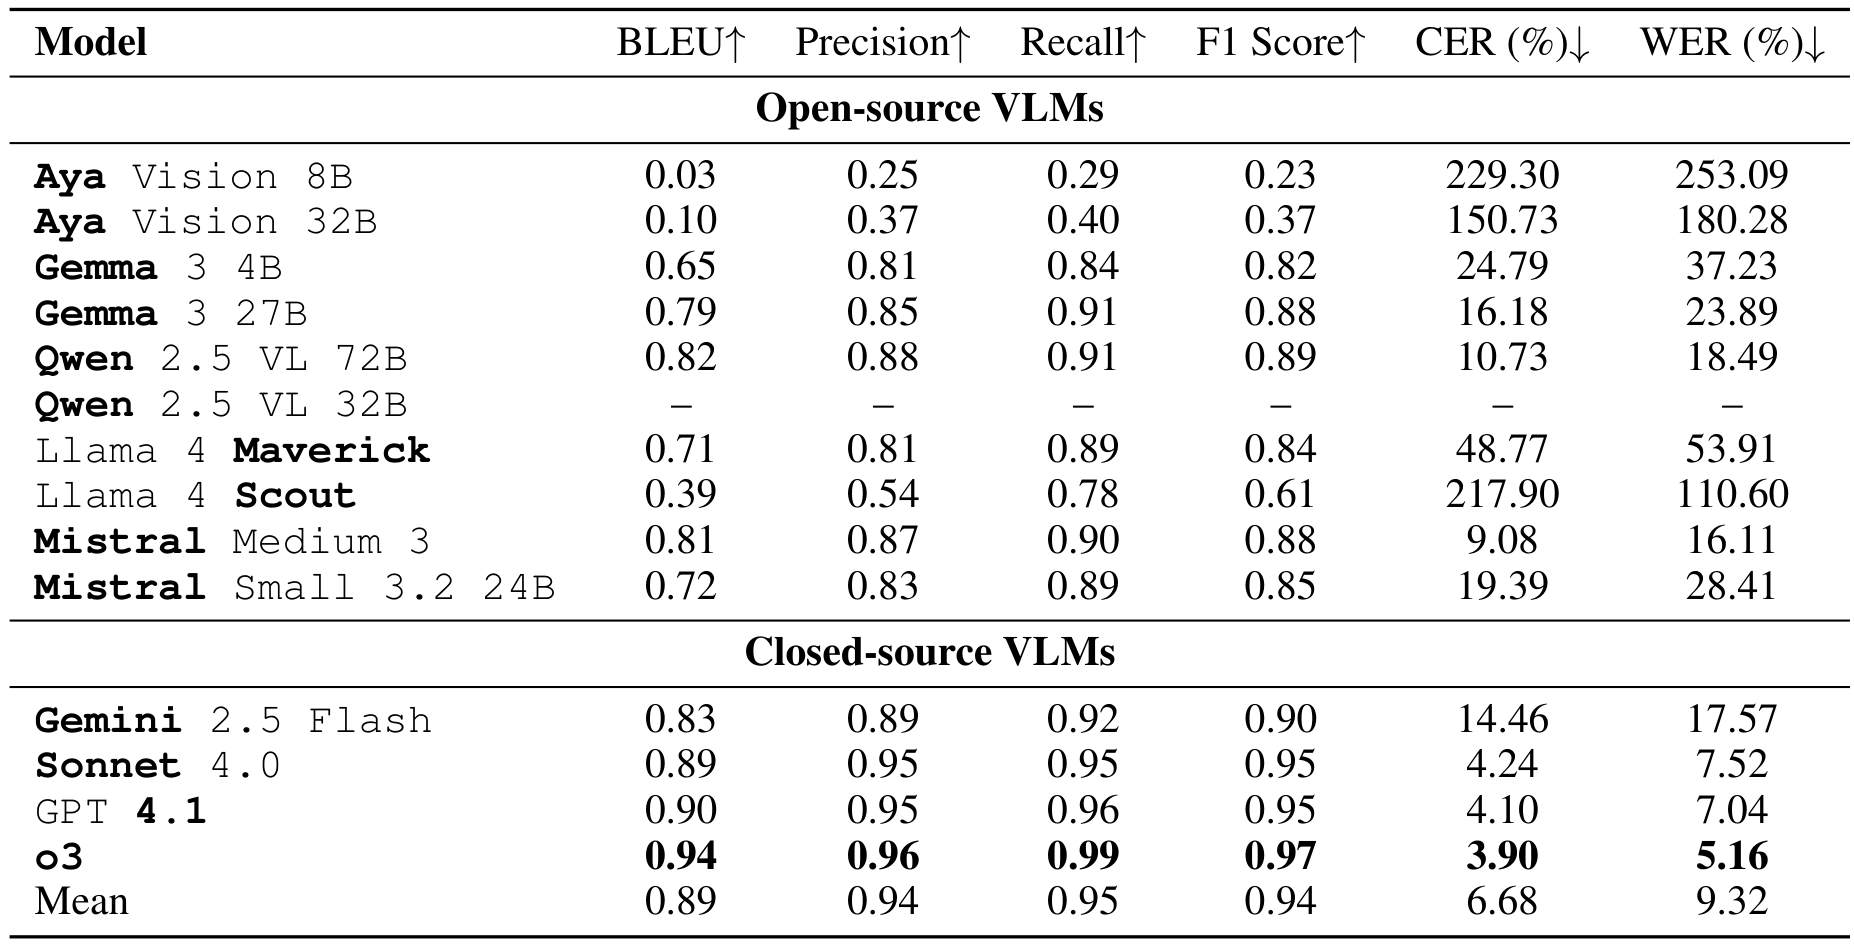 Model BLEU↑ Precision↑ Recall↑ F1 Score↑ CER (%)↓ WER (%)↓
Open-source VLMs
Aya Vision 8B 0.03 0.25 0.29 0.23 229.30 253.09
Aya Vision 32B 0.10 0.37 0.40 0.37 150.73 180.28
Gemma 3 4B 0.65 0.81 0.84 0.82 24.79 37.23
Gemma 3 27B 0.79 0.85 0.91 0.88 16.18 23.89
Qwen 2.5 VL 72B 0.82 0.88 0.91 0.89 10.73 18.49
Qwen 2.5 VL 32B – – – – – –
Llama 4 Maverick 0.71 0.81 0.89 0.84 48.77 53.91
Llama 4 Scout 0.39 0.54 0.78 0.61 217.90 110.60
Mistral Medium 3 0.81 0.87 0.90 0.88 9.08 16.11
Mistral Small 3.2 24B 0.72 0.83 0.89 0.85 19.39 28.41
Closed-source VLMs
Gemini 2.5 Flash 0.83 0.89 0.92 0.90 14.46 17.57
Sonnet 4.0 0.89 0.95 0.95 0.95 4.24 7.52
GPT 4.1 0.90 0.95 0.96 0.95 4.10 7.04
o3 0.94 0.96 0.99 0.97 3.90 5.16
Mean 0.89 0.94 0.95 0.94 6.68 9.32